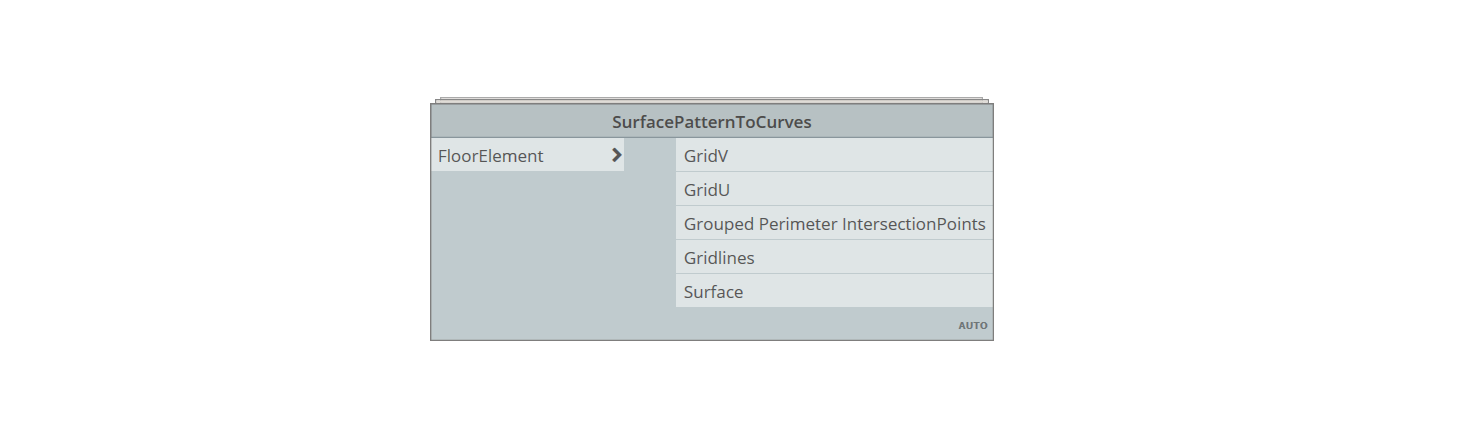 SurfacePatternToCurves
FloorElement
GridV
GridU
Grouped Perimeter IntersectionPoints
Gridlines
Surface
AUTO